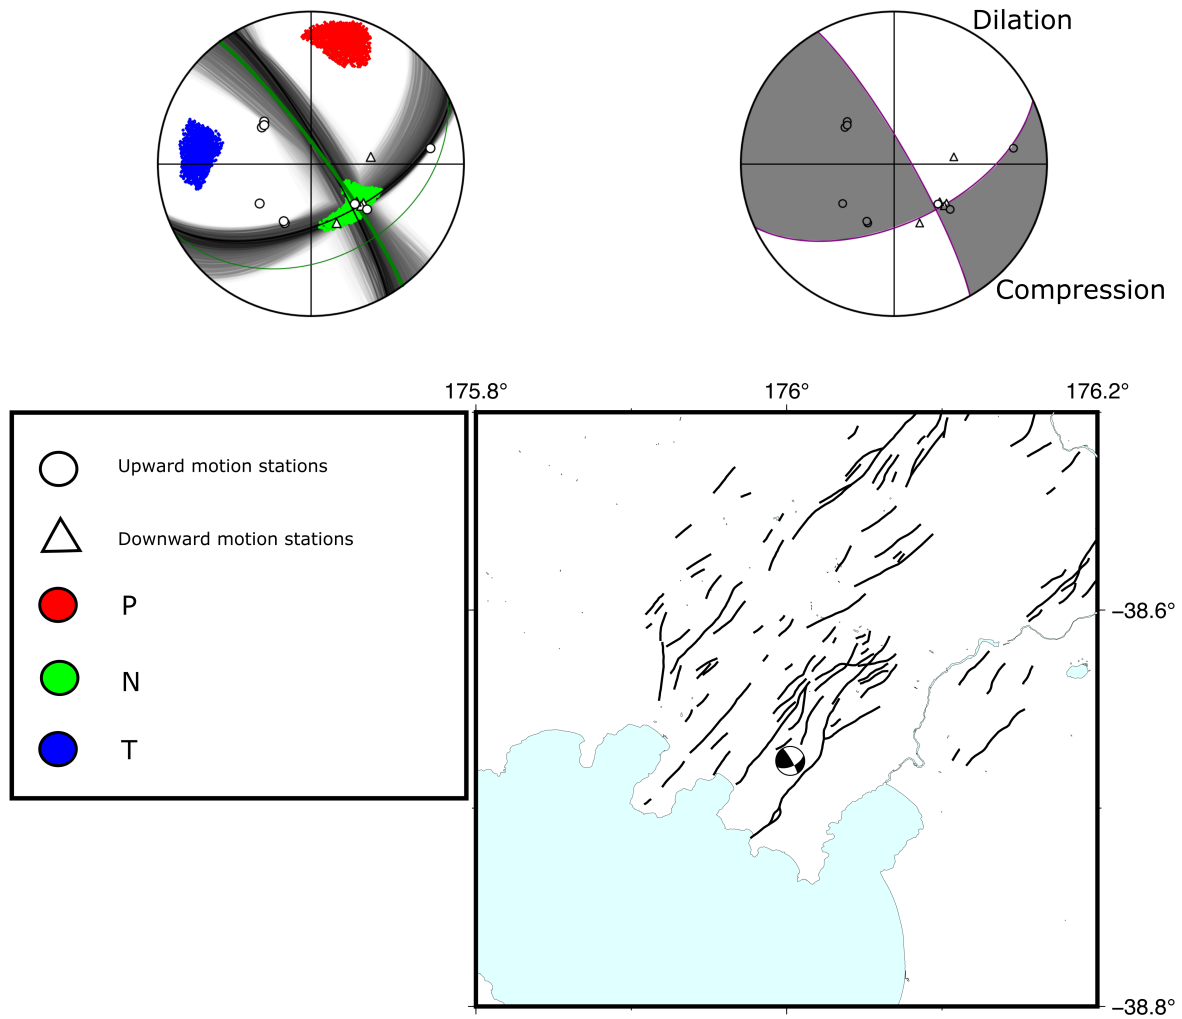 Dilation
Compression
175.8° 176° 176.2°
Upward motion stations
Downward motion stations
P
N
T
−38.6°
−38.8°